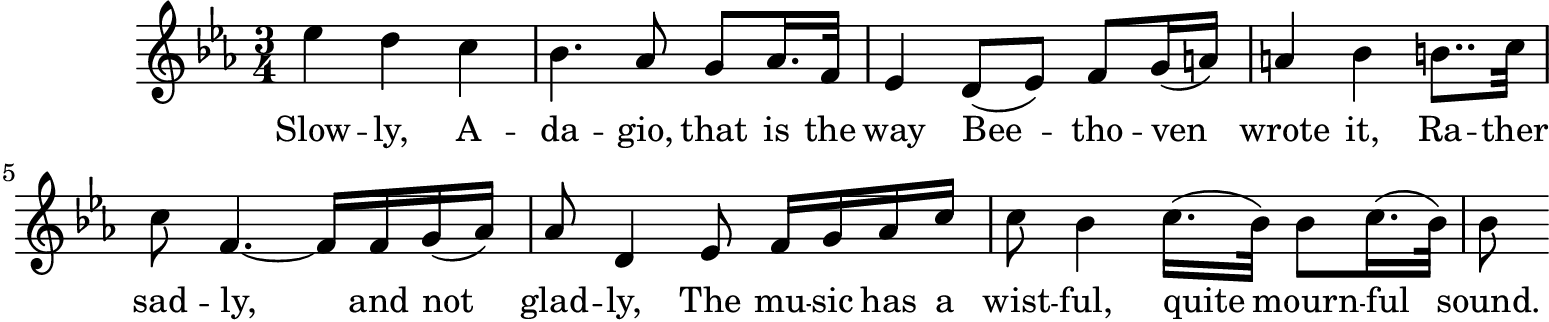 3
4
Slow - ly, A - da - gio, that is the way Bee - tho - ven wrote it, Ra - ther
5
sad - ly, and not glad - ly, The mu - sic has a wist - ful, quite mourn - ful sound.